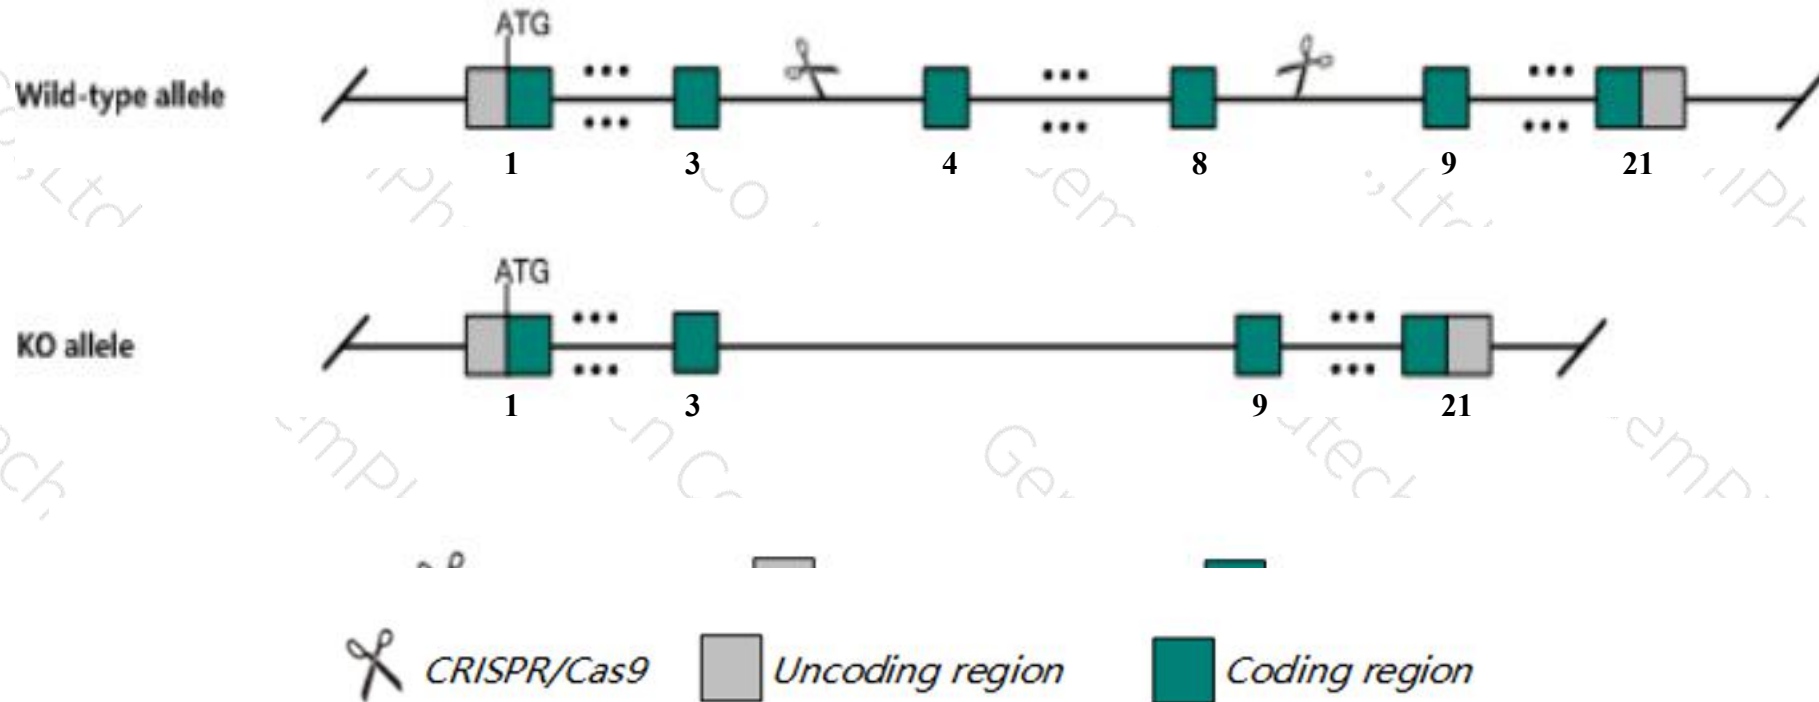 ATG
Wild-type allele
1 3 4 8 9 21
ATG
KO allele
1 3 9 21
CRISPR/Cas9 Uncoding region Coding region